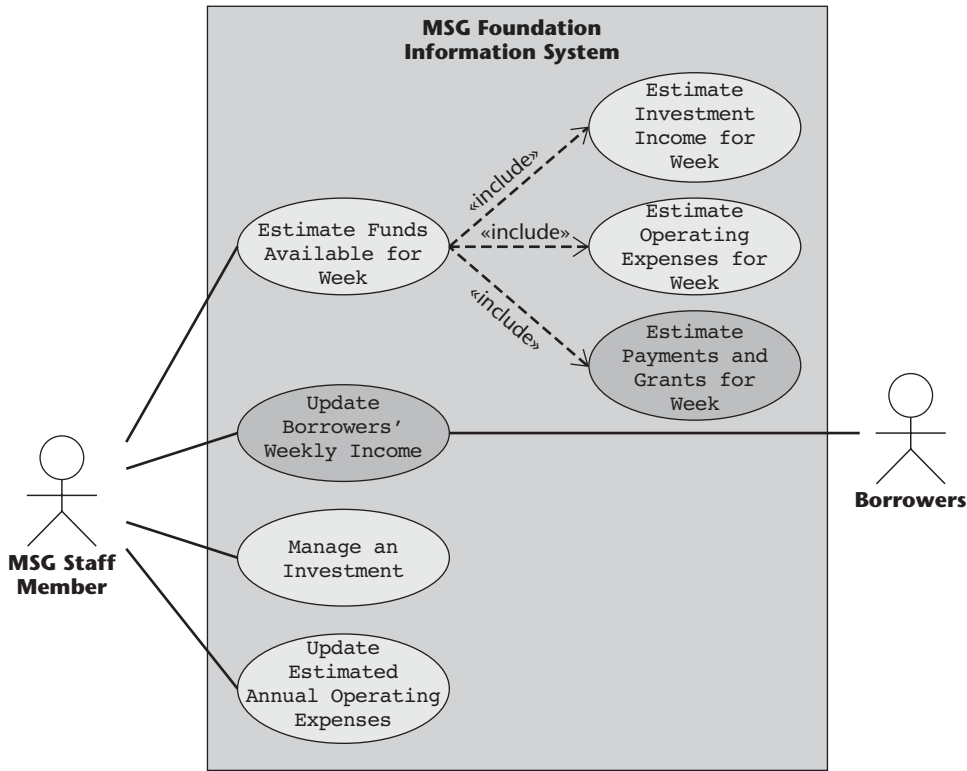 MSG Foundation
Information System
Estimate
Investment
Income for
Week
«include»
Estimate Funds
Available for
Week
«include»
Estimate
Operating
Expenses for
Week
«include»
Estimate
Payments and
Grants for
Week
Update
Borrowers’
Weekly Income
Borrowers
MSG Staff
Member
Manage an
Investment
Update
Estimated
Annual Operating
Expenses